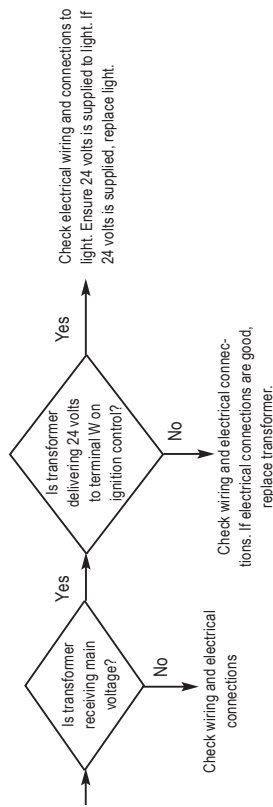 Is transformer
receiving main
voltage?
Yes
No
Check wiring and electrical
connections
Is transformer
delivering 24 volts
to terminal W on
ignition control?
Yes
No
Check wiring and electrical connec-
tions. If electrical connections are good,
replace transformer.
Check electrical wiring and connections to
light. Ensure 24 volts is supplied to light. If
24 volts is supplied, replace light.